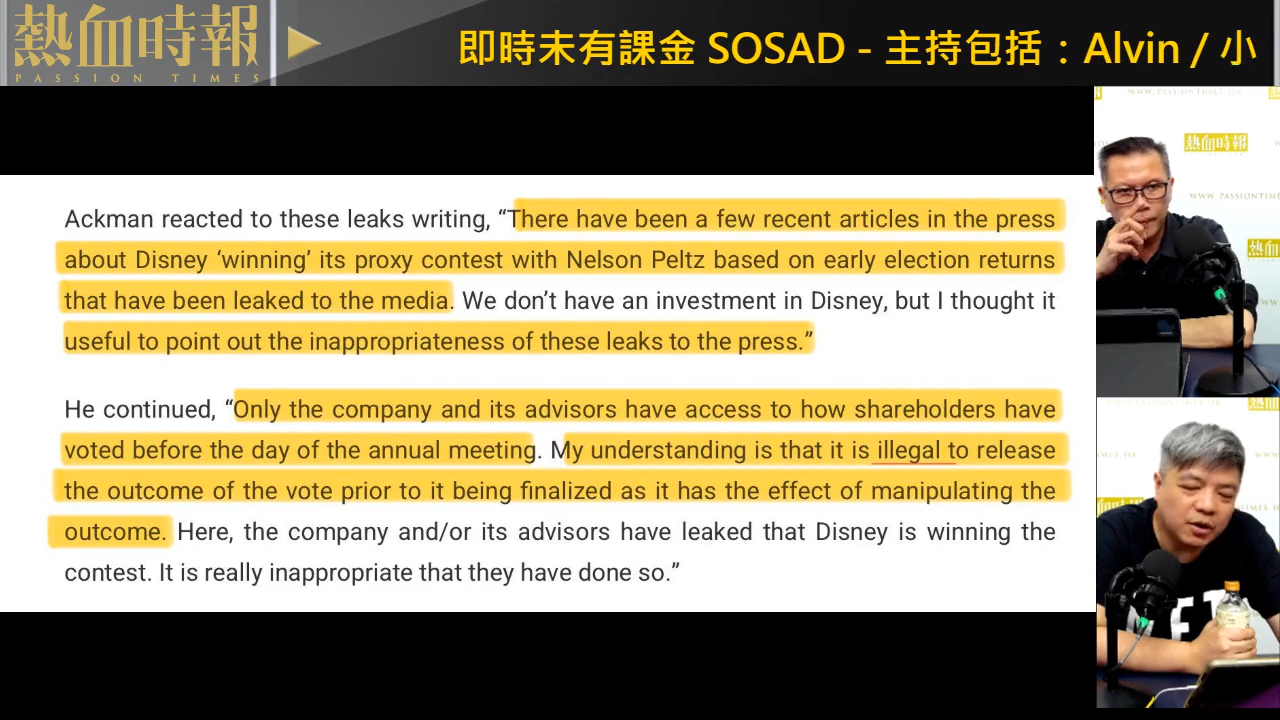 熱血時報
PASSION TIMES
即時未有課金 SOSAD - 主持包括：Alvin / 小
Ackman reacted to these leaks writing, “There have been a few recent articles in the press
about Disney ‘winning’ its proxy contest with Nelson Peltz based on early election returns
that have been leaked to the media. We don’t have an investment in Disney, but I thought it
useful to point out the inappropriateness of these leaks to the press.”
He continued, “Only the company and its advisors have access to how shareholders have
voted before the day of the annual meeting. My understanding is that it is illegal to release
the outcome of the vote prior to it being finalized as it has the effect of manipulating the
outcome. Here, the company and/or its advisors have leaked that Disney is winning the
contest. It is really inappropriate that they have done so.”
熱血時報
WWW.PASSIONTIMES
熱血